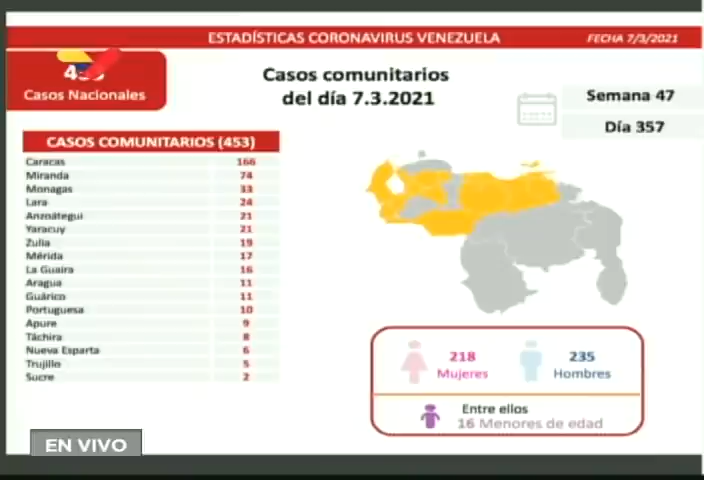 ESTADÍSTICAS CORONAVIRUS VENEZUELA
FECHA 7/3/2021
Casos Nacionales
Casos comunitarios
del día 7.3.2021
Semana 47
Día 357
CASOS COMUNITARIOS (453)
Caracas 166
Miranda 74
Monagas 33
Lara 24
Anzoátegui 21
Yaracuy 21
Zulia 19
Mérida 17
La Guaira 16
Aragua 11
Guárico 11
Portuguesa 10
Apure 9
Táchira 8
Nueva Esparta 6
Trujillo 5
Sucre 2
218
Mujeres
235
Hombres
Entre ellos
16 Menores de edad
EN VIVO